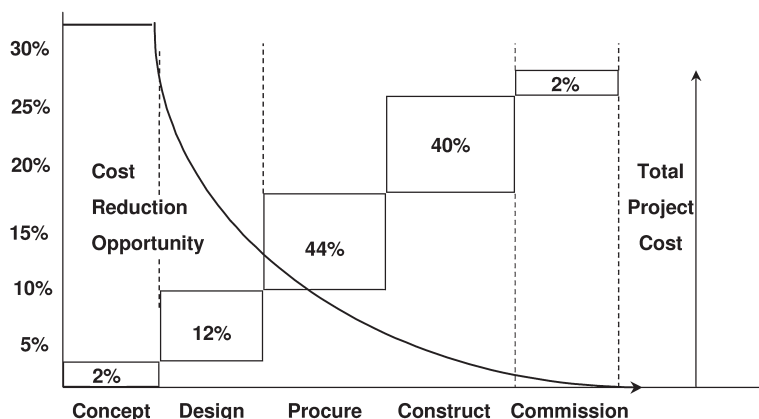 30%
25%
20%
15%
10%
5%
Cost
Reduction
Opportunity
2%
12%
44%
40%
2%
Total
Project
Cost
Concept Design Procure Construct Commission